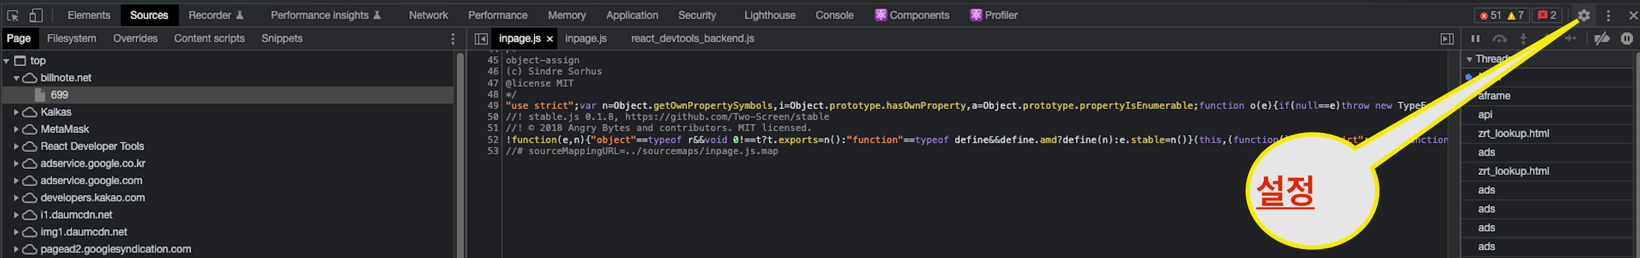 Elements Sources Recorder Performance insights Network Performance Memory Application Security Lighthouse Console Components Profiler 51 7 2
Page Filesystem Overrides Content scripts Snippets
inpage.js × inpage.js react_devtools_backend.js
top
billnote.net
699
Kaikas
MetaMask
React Developer Tools
adservice.google.co.kr
adservice.google.com
developers.kakao.com
i1.daumcdn.net
img1.daumcdn.net
pagead2.googlesyndication.com
45 object-assign
46 (c) Sindre Sorhus
47 @license MIT
48 */
49 "use strict";var n=Object.getOwnPropertySymbols,i=Object.prototype.hasOwnProperty,a=Object.prototype.propertyIsEnumerable;function o(e){if(null==e)throw new TypeE
50 //! stable.js 0.1.8, https://github.com/Two-Screen/stable
51 //! © 2018 Angry Bytes and contributors. MIT licensed.
52 !function(e,n){"object"==typeof r&&void 0!==t?t.exports=n():"function"==typeof define&&define.amd?define(n):e.stable=n()}(this,(function()
53 //# sourceMappingURL=../sourcemaps/inpage.js.map
설정
Threads
aframe
api
zrt_lookup.html
ads
zrt_lookup.html
ads
ads
ads
ads